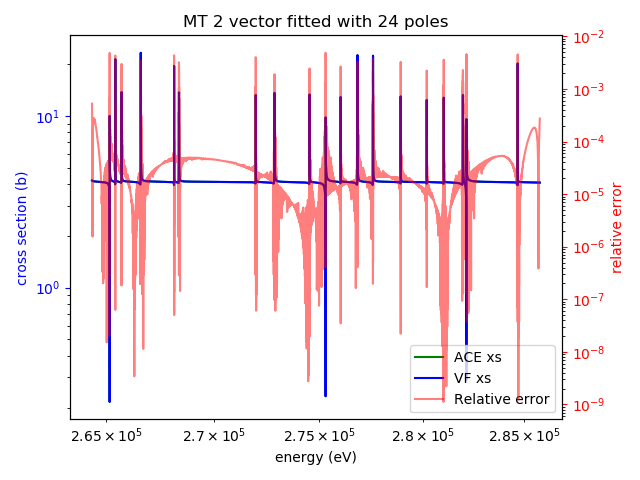 MT 2 vector fitted with 24 poles
cross section (b)
10¹
10⁰
10⁻²
10⁻³
10⁻⁴
10⁻⁵
10⁻⁶
10⁻⁷
10⁻⁸
10⁻⁹
relative error
ACE xs
VF xs
Relative error
2.65 × 10⁵ 2.7 × 10⁵ 2.75 × 10⁵ 2.8 × 10⁵ 2.85 × 10⁵
energy (eV)